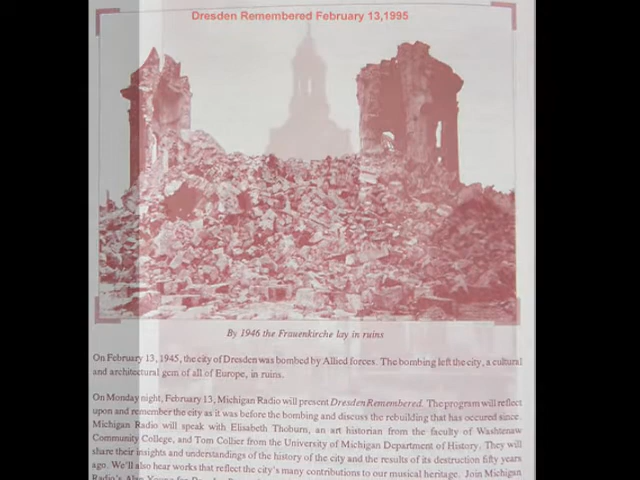 Dresden Remembered February 13,1995
By 1946 the Frauenkirche lay in ruins
On February 13, 1945, the city of Dresden was bombed by Allied forces. The bombing left the city, a cultural
and architectural gem of all of Europe, in ruins.
On Monday night, February 13, Michigan Radio will present Dresden Remembered. The program will reflect
upon and remember the city as it was before the bombing and discuss the rebuilding that has occured since.
Michigan Radio will speak with Elisabeth Thoburn, an art historian from the faculty of Washtenaw
Community College, and Tom Collier from the University of Michigan Department of History. They will
share their insights and understandings of the history of the city and the results of its destruction fifty years
ago. We'll also hear works that reflect the city's many contributions to our musical heritage. Join Michigan
Radio's